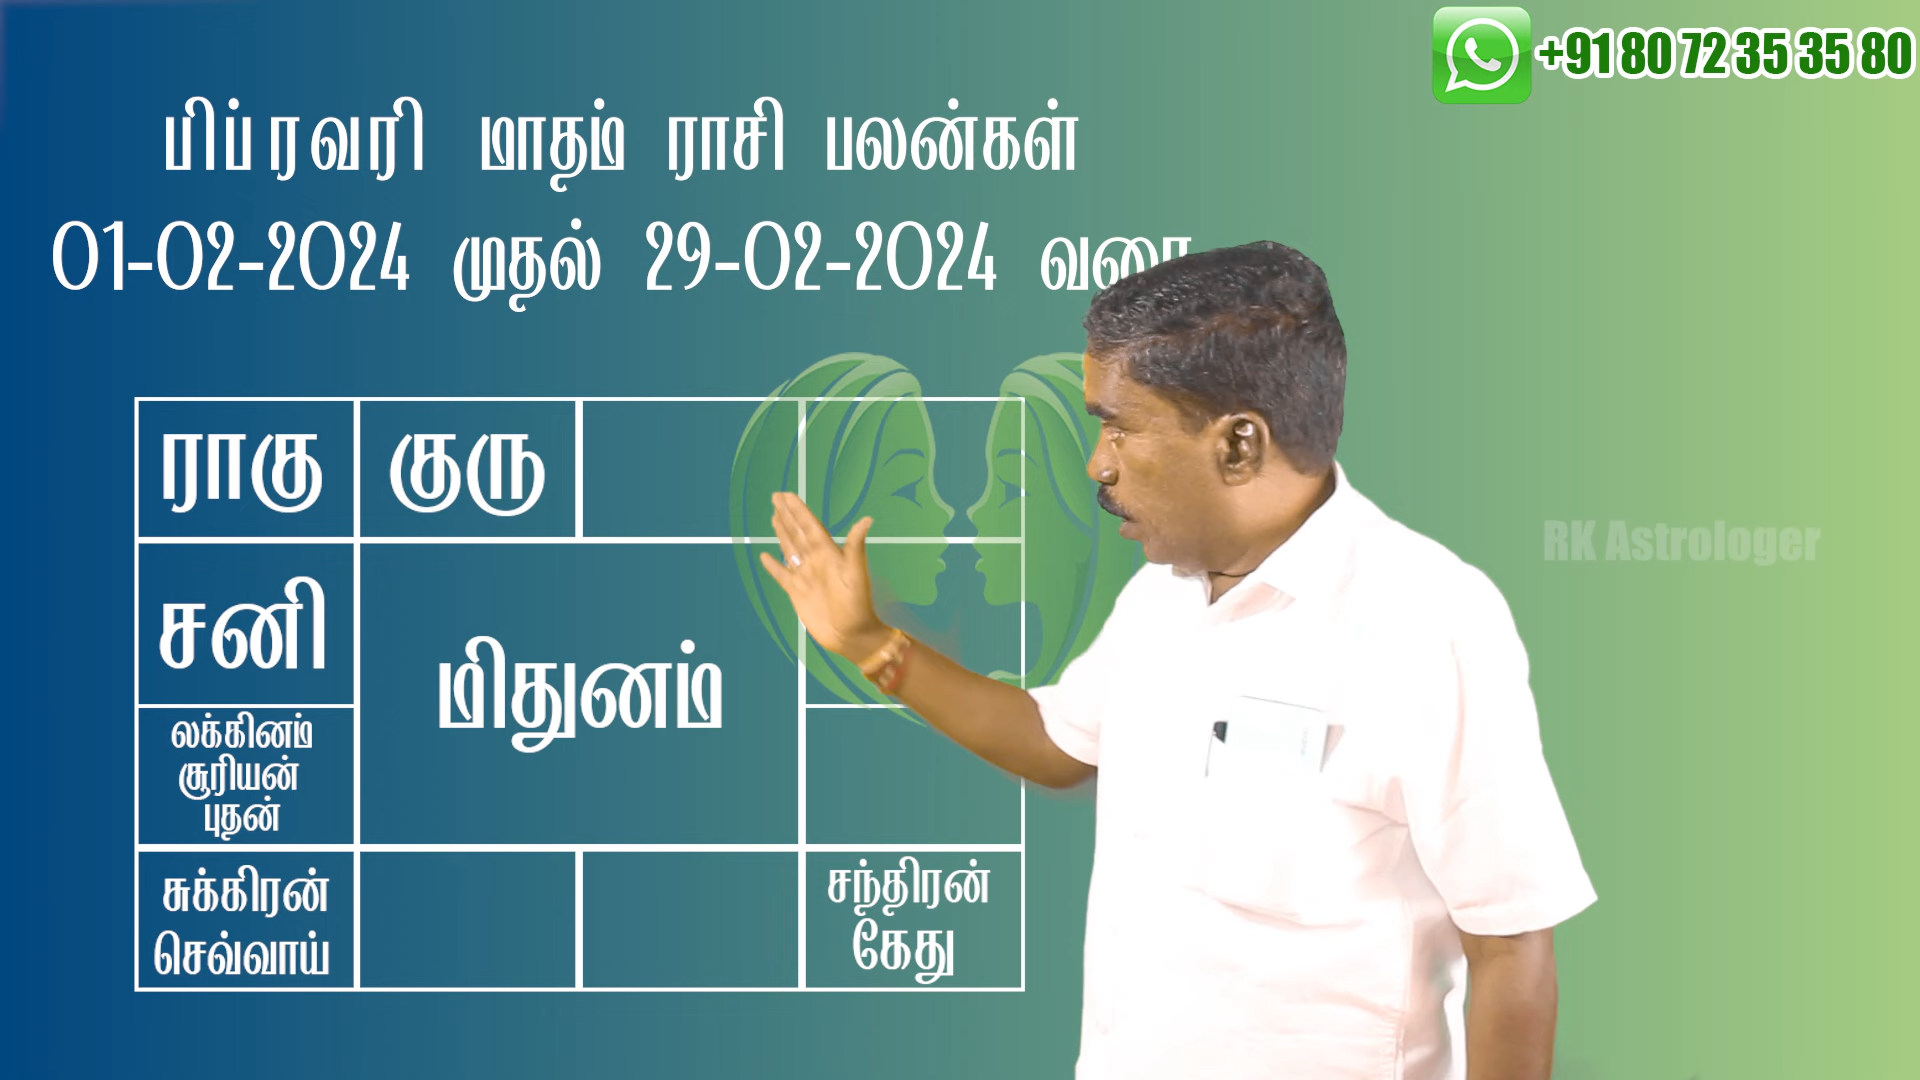 +91 80 72 35 35 80
பிப்ரவரி மாதம் ராசி பலன்கள்
01-02-2024 முதல் 29-02-2024
ராகு குரு
RK Astrologer
சனி
மிதுனம்
லக்கினம்
சூரியன்
புதன்
சுக்கிரன்
செவ்வாய்
சந்திரன்
கேது